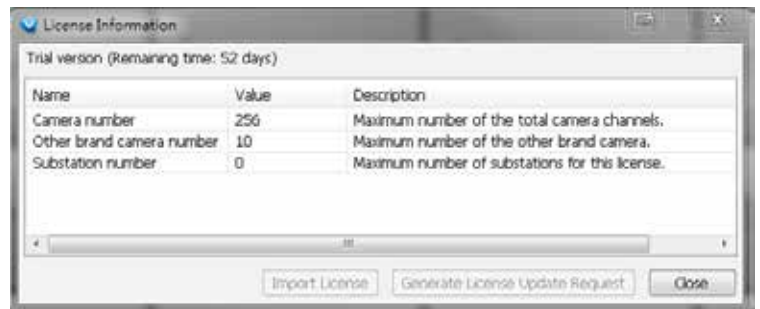 License Information
Trial version (Remaining time: 52 days)
Name Value Description
Camera number 256 Maximum number of the total camera channels.
Other brand camera number 10 Maximum number of the other brand camera.
Substation number 0 Maximum number of substations for this license.
Import License Generate License Update Request Close